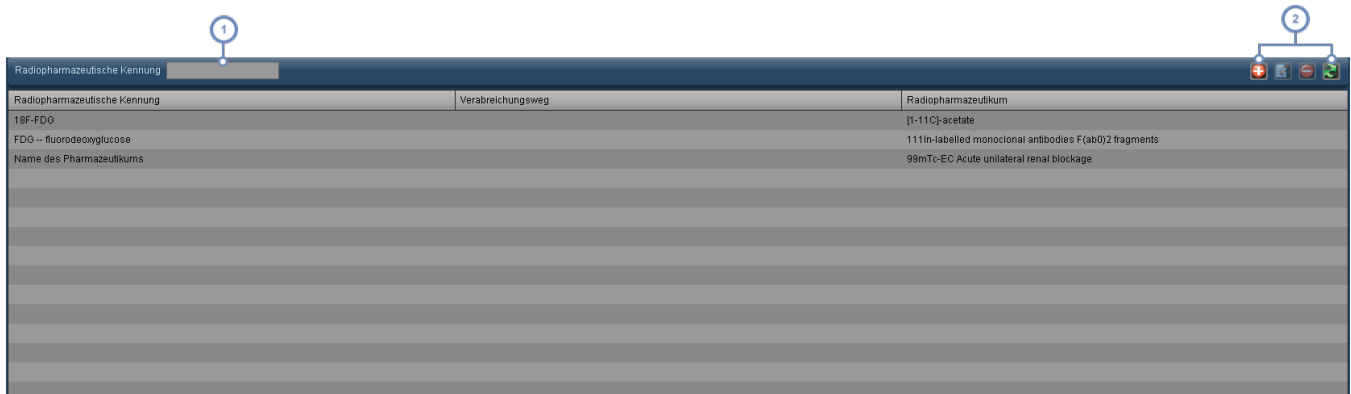 1
2
Radiopharmazeutische Kennung
Radiopharmazeutische Kennung Verabreichungsweg Radiopharmazeutikum
18F-FDG [1-11C]-acetate
FDG -- fluorodeoxyglucose 111In-labelled monoclonal antibodies F(ab0)2 fragments
Name des Pharmazeutikums 99mTc-EC Acute unilateral renal blockage